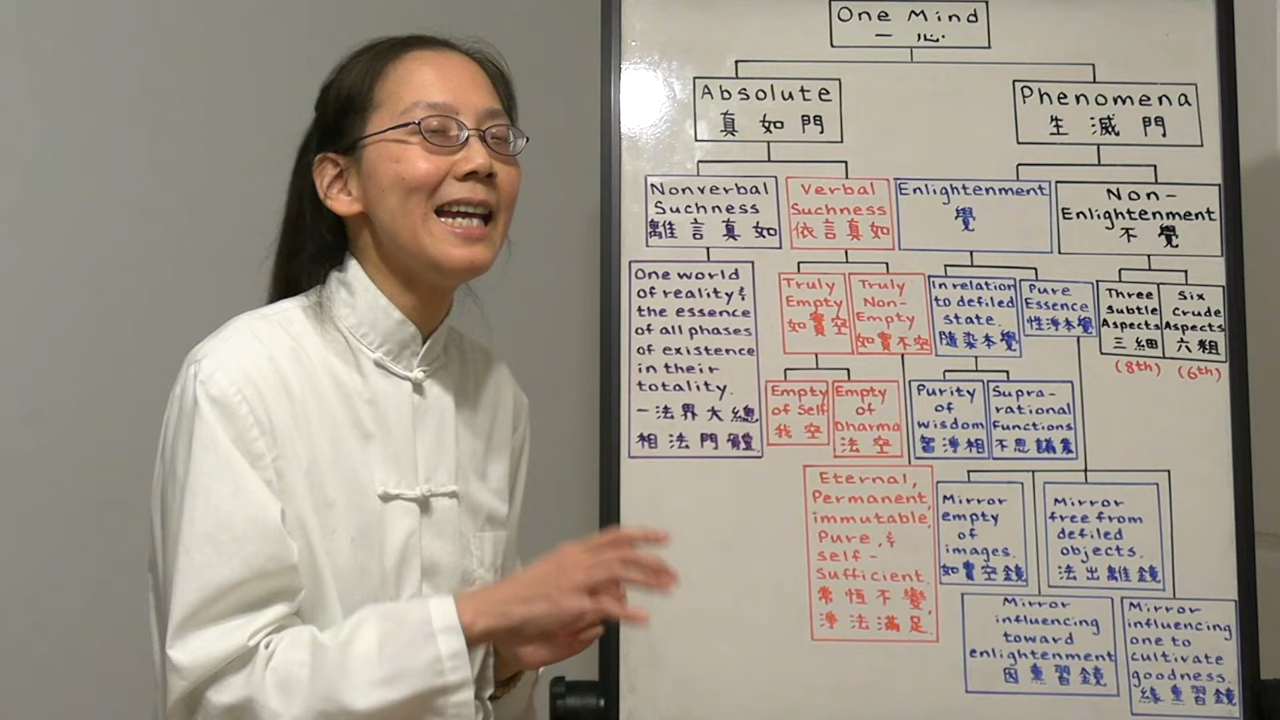 One Mind
一心
Absolute
真如門
Phenomena
生滅門
Nonverbal
Suchness
離言真如
Verbal
Suchness
依言真如
Enlightenment
覺
Non-
Enlightenment
不覺
One world
of reality &
the essence
of all phases
of existence
in their
totality.
一法界大總
相法門體
Truly
Empty
如實空
Truly
Non-
Empty
如實不空
In relation
to defiled
state.
隨染本覺
Pure
Essence
性淨本覺
Three
Subtle
Aspects
三細
(8th)
Six
Crude
Aspects
六粗
(6th)
Empty
of Self
我空
Empty
of
Dharma
法空
Purity
of
wisdom
智淨相
Supra-
rational
functions
不思議業
Eternal,
Permanent,
immutable,
Pure, &
self-
sufficient.
常恆不變,
淨法滿足.
Mirror
empty
of
images.
如實空鏡
Mirror
free from
defiled
objects.
法出離鏡
Mirror
influencing
toward
enlightenment
因熏習鏡
Mirror
influencing
one to
cultivate
goodness.
緣熏習鏡